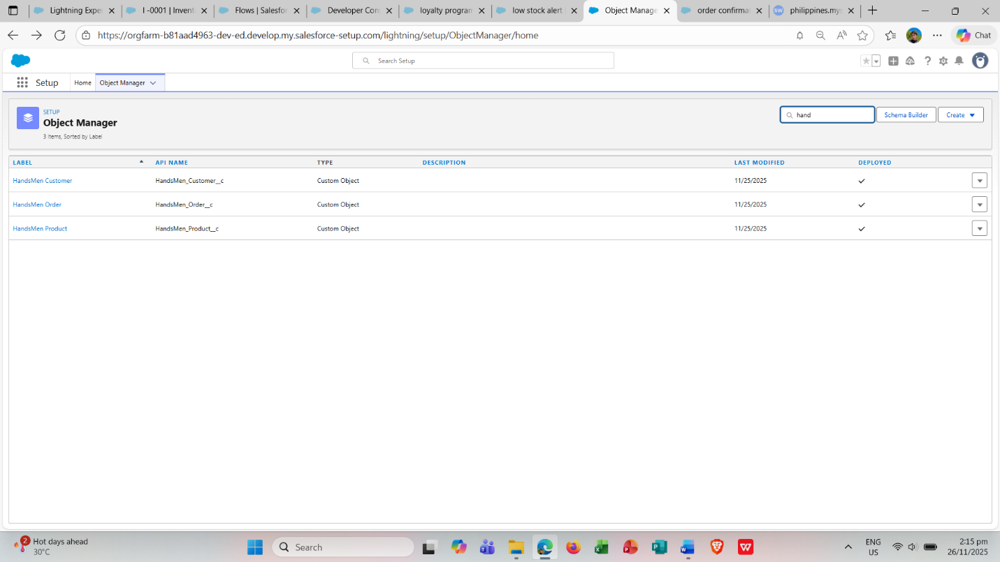 Lightning Exper
I -0001 | Invent
Flows | Salesfor
Developer Cons
loyalty program
low stock alert
Object Manage
order confirmat
SW
philippines.mys
https://orgfarm-b81aad4963-dev-ed.develop.my.salesforce-setup.com/lightning/setup/ObjectManager/home
Chat
Search Setup
Setup
Home
Object Manager
SETUP
Object Manager
3 Items, Sorted by Label
hand
Schema Builder
Create
LABEL API NAME TYPE DESCRIPTION LAST MODIFIED DEPLOYED
HandsMen Customer HandsMen_Customer__c Custom Object 11/25/2025
HandsMen Order HandsMen_Order__c Custom Object 11/25/2025
HandsMen Product HandsMen_Product__c Custom Object 11/25/2025
2
Hot days ahead
30°C
Search
ENG
US
2:15 pm
26/11/2025